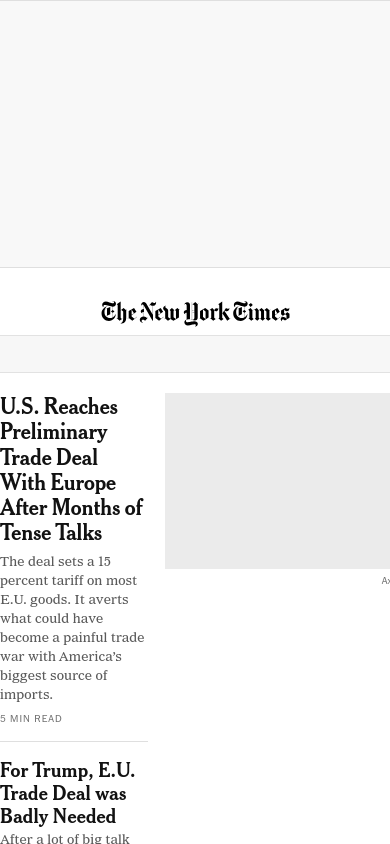 The New York Times
U.S. Reaches
Preliminary
Trade Deal
With Europe
After Months of
Tense Talks
The deal sets a 15
percent tariff on most
E.U. goods. It averts
what could have
become a painful trade
war with America’s
biggest source of
imports.
5 MIN READ
For Trump, E.U.
Trade Deal was
Badly Needed
After a lot of big talk